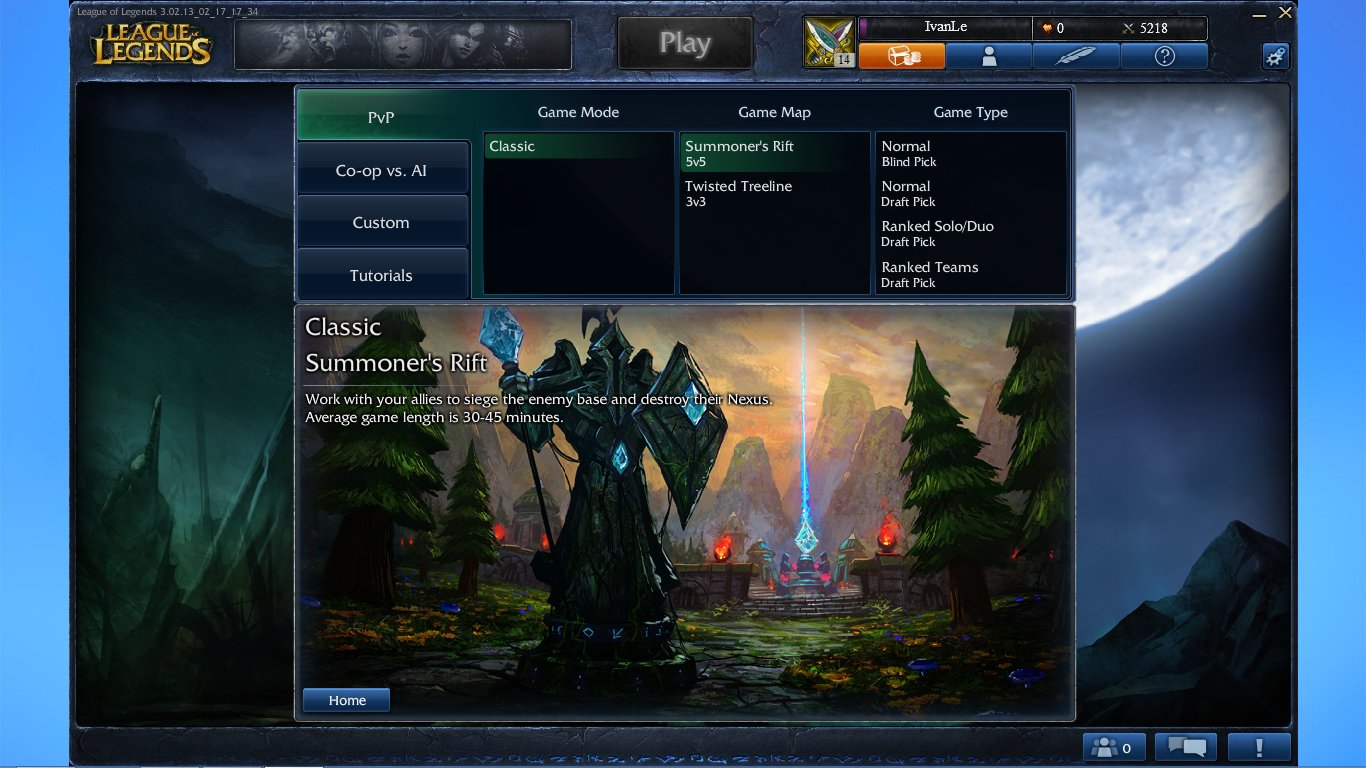 League of Legends 3.02.13_02_17_17_34
LEAGUE of
LEGENDS
Play
14
IvanLe
0
5218
?
PvP
Co-op vs. AI
Custom
Tutorials
Game Mode
Classic
Game Map
Summoner's Rift
5v5
Twisted Treeline
3v3
Game Type
Normal
Blind Pick
Normal
Draft Pick
Ranked Solo/Duo
Draft Pick
Ranked Teams
Draft Pick
Classic
Summoner's Rift
Work with your allies to siege the enemy base and destroy their Nexus.
Average game length is 30-45 minutes.
Home
0
!